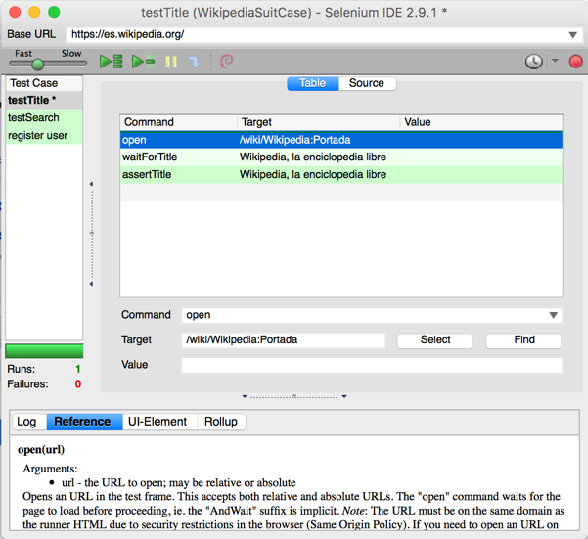 testTitle (WikipediaSuitCase) - Selenium IDE 2.9.1 *
Base URL https://es.wikipedia.org/
Fast Slow
Table Source
Test Case
testTitle *
testSearch
register user
Command Target Value
open /wiki/Wikipedia:Portada
waitForTitle Wikipedia, la enciclopedia libre
assertTitle Wikipedia, la enciclopedia libre
Command open
Target /wiki/Wikipedia:Portada Select Find
Value
Runs: 1
Failures: 0
Log Reference UI-Element Rollup
open(url)
Arguments:
• url - the URL to open; may be relative or absolute
Opens an URL in the test frame. This accepts both relative and absolute URLs. The "open" command waits for the
page to load before proceeding, ie. the "AndWait" suffix is implicit. Note: The URL must be on the same domain as
the runner HTML due to security restrictions in the browser (Same Origin Policy). If you need to open an URL on